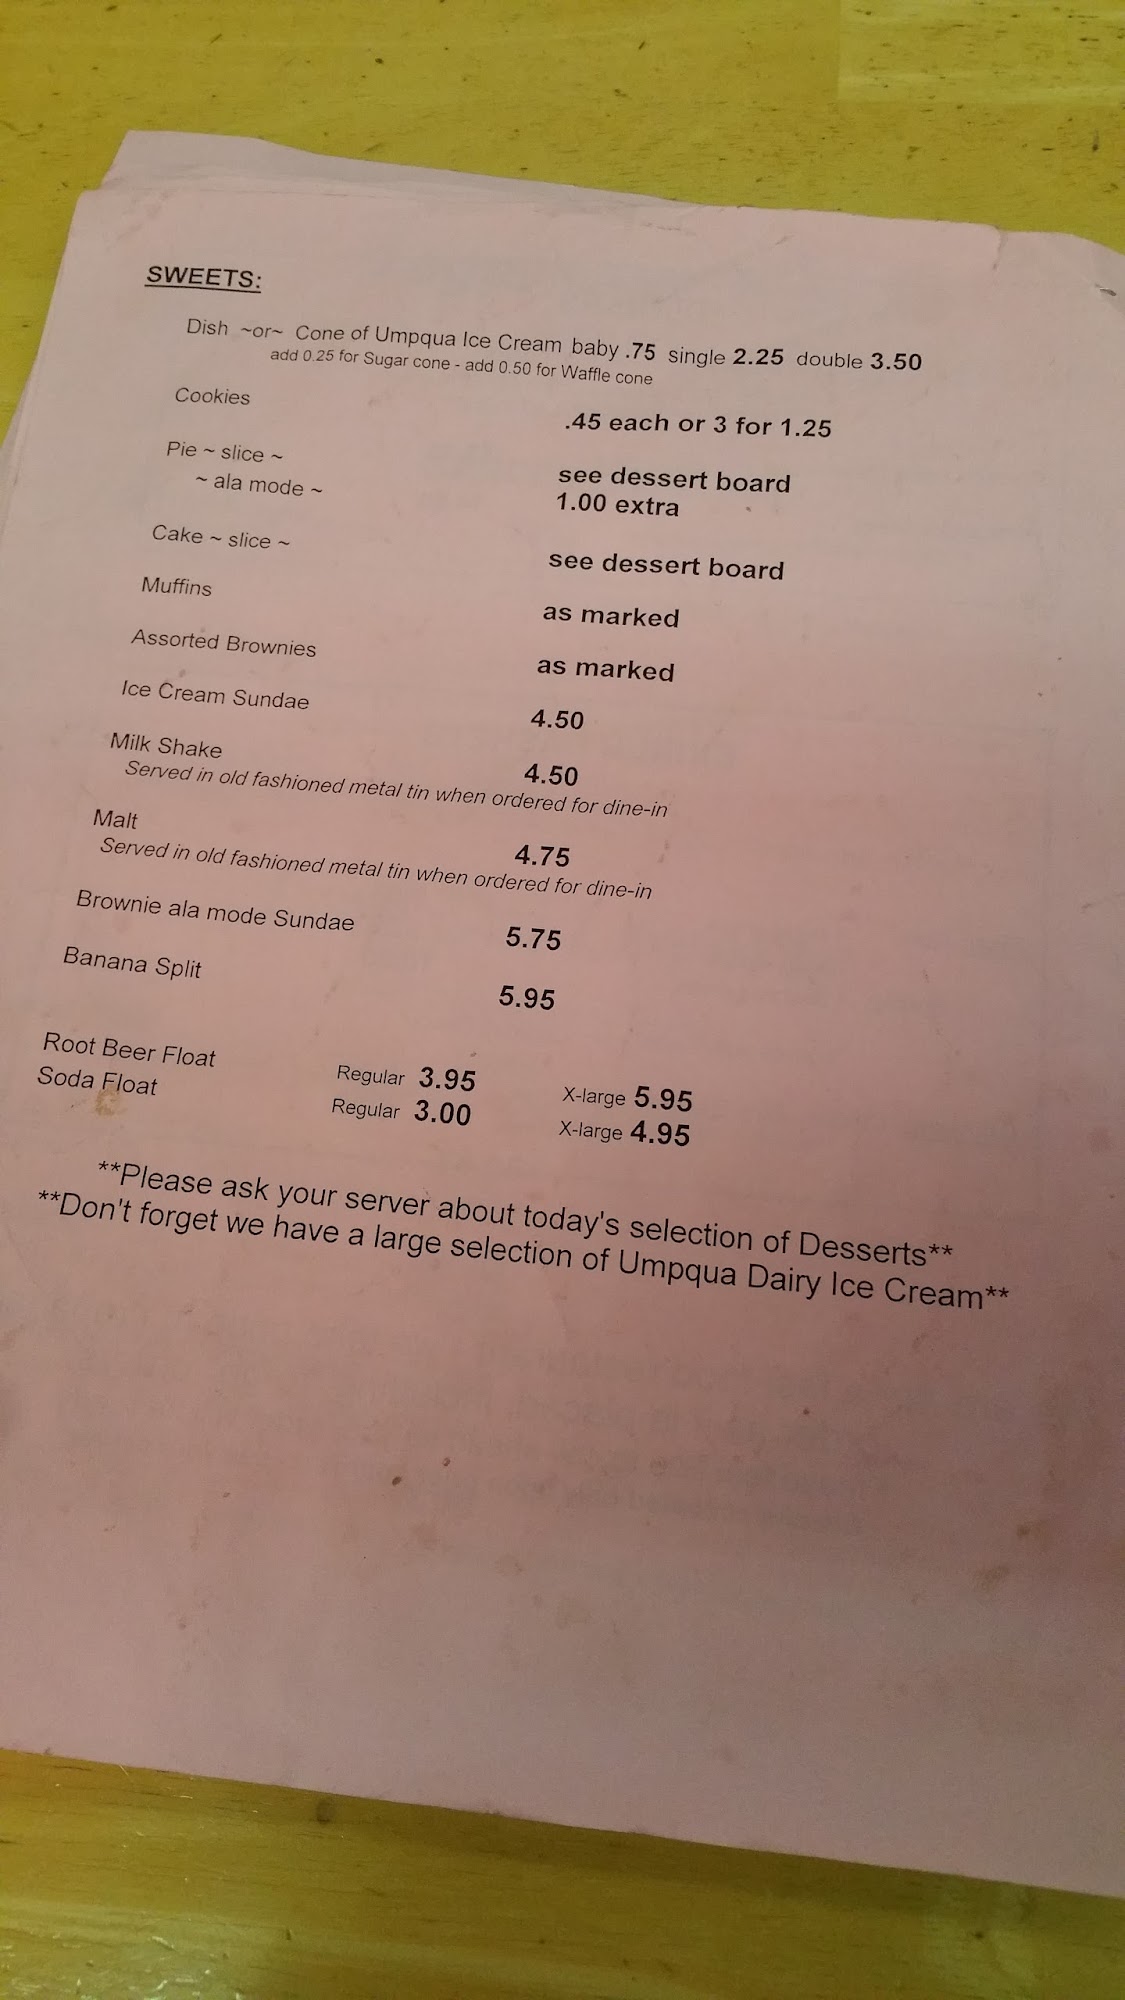 SWEETS:
Dish ~or~ Cone of Umpqua Ice Cream baby .75 single 2.25 double 3.50
add 0.25 for Sugar cone - add 0.50 for Waffle cone
Cookies .45 each or 3 for 1.25
Pie ~ slice ~ see dessert board
~ ala mode ~ 1.00 extra
Cake ~ slice ~ see dessert board
Muffins as marked
Assorted Brownies as marked
Ice Cream Sundae 4.50
Milk Shake 4.50
Served in old fashioned metal tin when ordered for dine-in
Malt 4.75
Served in old fashioned metal tin when ordered for dine-in
Brownie ala mode Sundae 5.75
Banana Split 5.95
Root Beer Float Regular 3.95 X-large 5.95
Soda Float Regular 3.00 X-large 4.95
**Please ask your server about today's selection of Desserts**
**Don't forget we have a large selection of Umpqua Dairy Ice Cream**